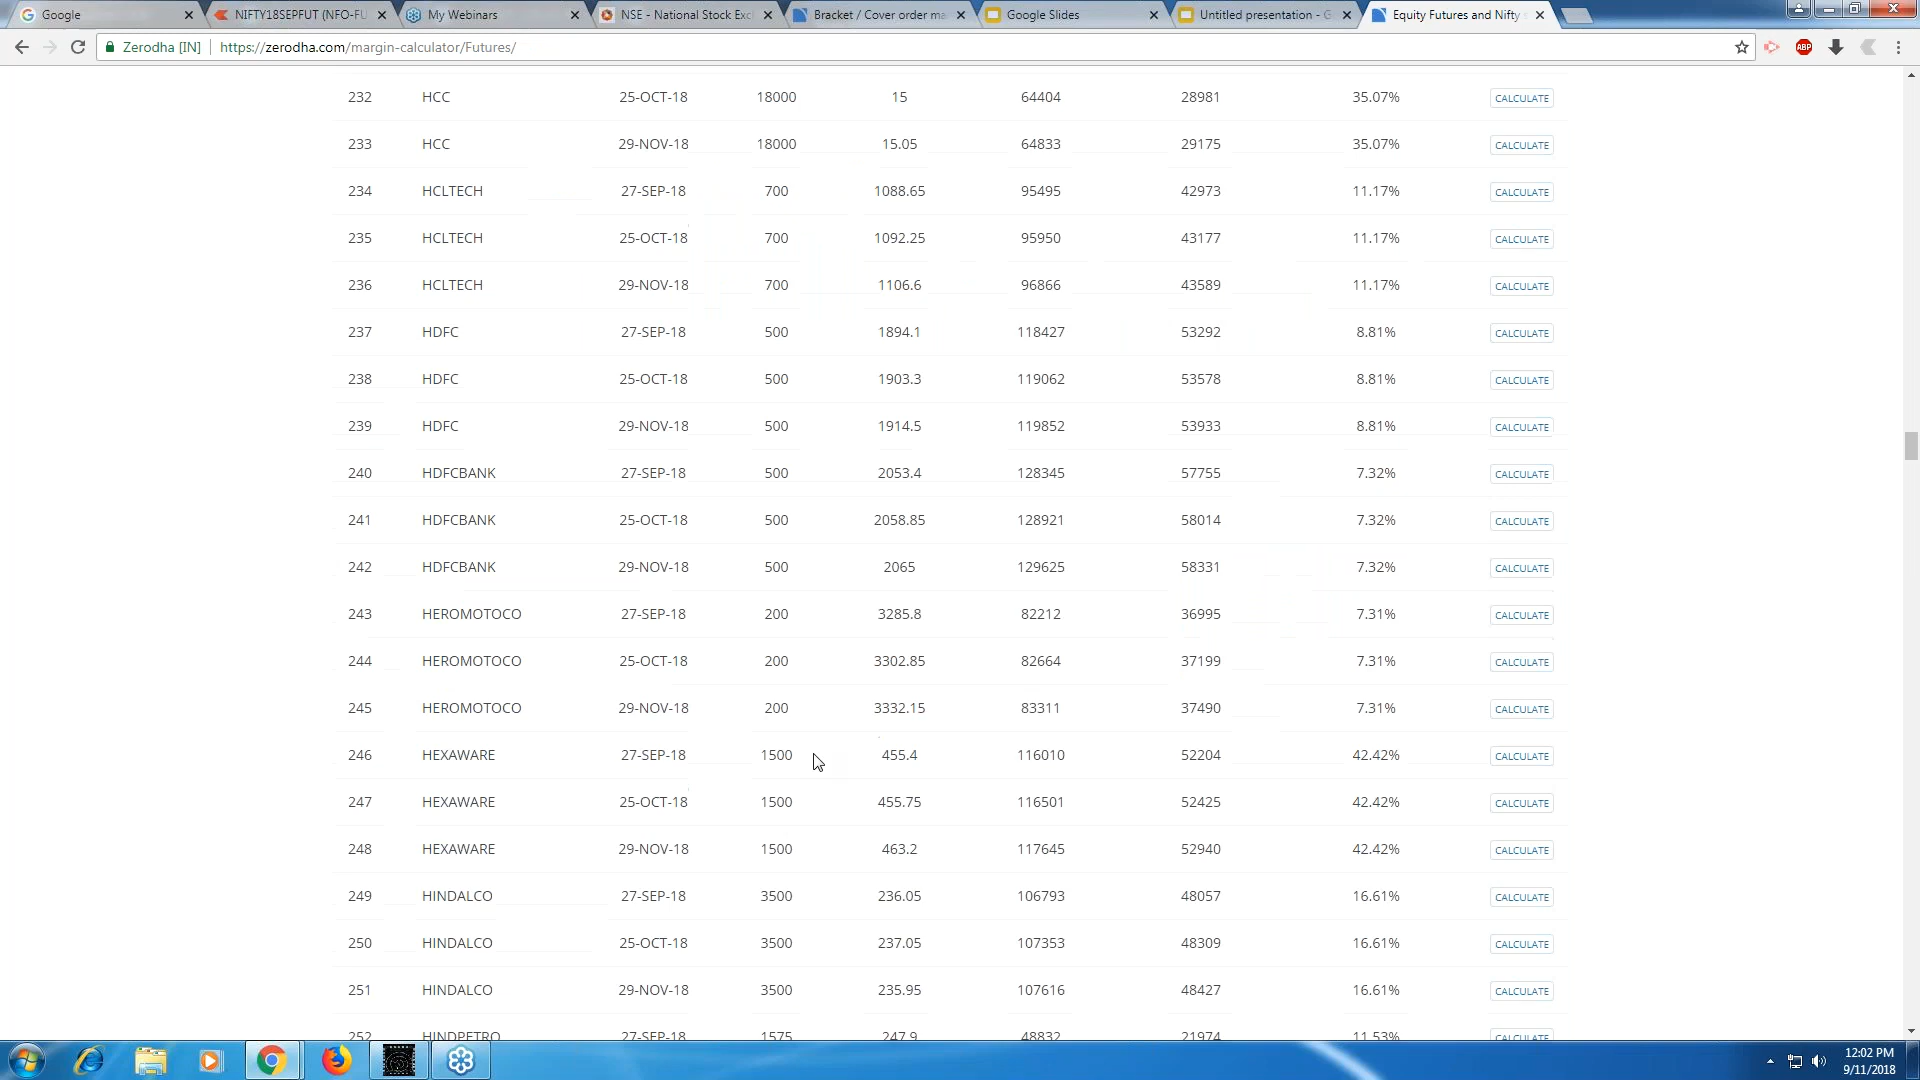 Google
NIFTY18SEPFUT (NFO-FU
My Webinars
NSE - National Stock Exc
Bracket / Cover order ma
Google Slides
Untitled presentation - G
Equity Futures and Nifty
Zerodha [IN] https://zerodha.com/margin-calculator/Futures/
ABP
232 HCC 25-OCT-18 18000 15 64404 28981 35.07% CALCULATE
233 HCC 29-NOV-18 18000 15.05 64833 29175 35.07% CALCULATE
234 HCLTECH 27-SEP-18 700 1088.65 95495 42973 11.17% CALCULATE
235 HCLTECH 25-OCT-18 700 1092.25 95950 43177 11.17% CALCULATE
236 HCLTECH 29-NOV-18 700 1106.6 96866 43589 11.17% CALCULATE
237 HDFC 27-SEP-18 500 1894.1 118427 53292 8.81% CALCULATE
238 HDFC 25-OCT-18 500 1903.3 119062 53578 8.81% CALCULATE
239 HDFC 29-NOV-18 500 1914.5 119852 53933 8.81% CALCULATE
240 HDFCBANK 27-SEP-18 500 2053.4 128345 57755 7.32% CALCULATE
241 HDFCBANK 25-OCT-18 500 2058.85 128921 58014 7.32% CALCULATE
242 HDFCBANK 29-NOV-18 500 2065 129625 58331 7.32% CALCULATE
243 HEROMOTOCO 27-SEP-18 200 3285.8 82212 36995 7.31% CALCULATE
244 HEROMOTOCO 25-OCT-18 200 3302.85 82664 37199 7.31% CALCULATE
245 HEROMOTOCO 29-NOV-18 200 3332.15 83311 37490 7.31% CALCULATE
246 HEXAWARE 27-SEP-18 1500 455.4 116010 52204 42.42% CALCULATE
247 HEXAWARE 25-OCT-18 1500 455.75 116501 52425 42.42% CALCULATE
248 HEXAWARE 29-NOV-18 1500 463.2 117645 52940 42.42% CALCULATE
249 HINDALCO 27-SEP-18 3500 236.05 106793 48057 16.61% CALCULATE
250 HINDALCO 25-OCT-18 3500 237.05 107353 48309 16.61% CALCULATE
251 HINDALCO 29-NOV-18 3500 235.95 107616 48427 16.61% CALCULATE
252 HINDPETRO 27-SEP-18 1575 247.9 48832 21974 11.53% CALCULATE
12:02 PM
9/11/2018